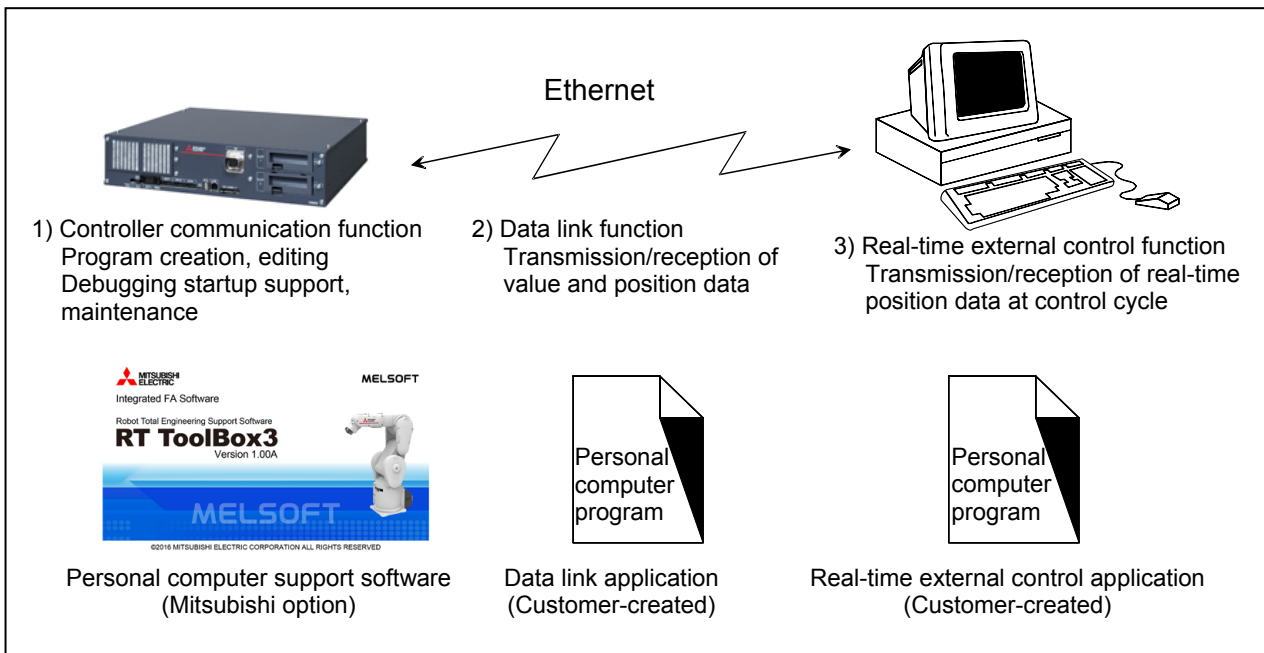 Ethernet
1) Controller communication function
Program creation, editing
Debugging startup support,
maintenance
2) Data link function
Transmission/reception of
value and position data
3) Real-time external control function
Transmission/reception of real-time
position data at control cycle
MITSUBISHI
ELECTRIC
MELSOFT
Integrated FA Software
Robot Total Engineering Support Software
RT ToolBox3
Version 1.00A
MELSOFT
©2016 MITSUBISHI ELECTRIC CORPORATION ALL RIGHTS RESERVED
Personal computer support software
(Mitsubishi option)
Personal
computer
program
Data link application
(Customer-created)
Personal
computer
program
Real-time external control application
(Customer-created)